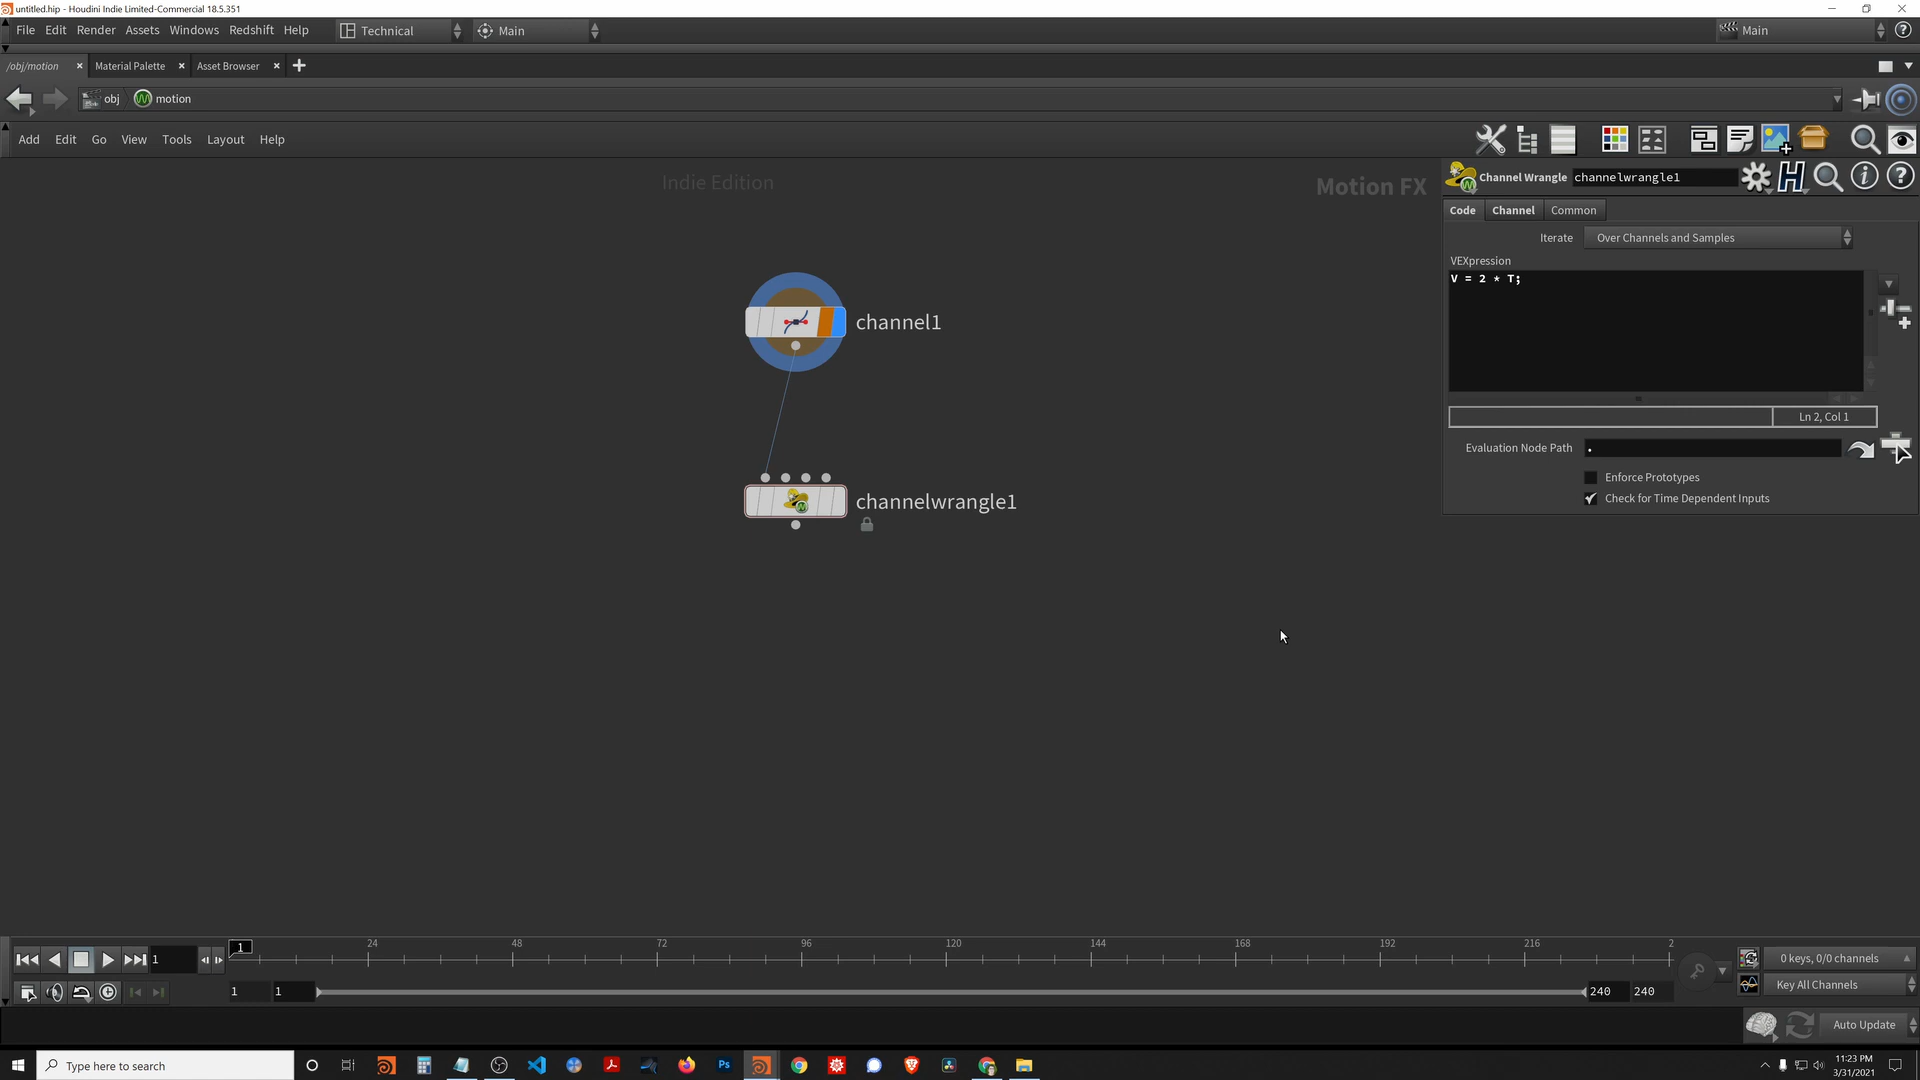 untitled.hip - Houdini Indie Limited-Commercial 18.5.351
File Edit Render Assets Windows Redshift Help Technical Main Main
/obj/motion Material Palette Asset Browser
obj motion
Add Edit Go View Tools Layout Help
Indie Edition
Motion FX
Channel Wrangle channelwrangle1
Code Channel Common
Iterate Over Channels and Samples
VEXpression
V = 2 * T;
Ln 2, Col 1
Evaluation Node Path .
Enforce Prototypes
Check for Time Dependent Inputs
channel1
channelwrangle1
1 24 48 72 96 120 144 168 192 216 2
1
0 keys, 0/0 channels
1 1 240 240
Key All Channels
Auto Update
Type here to search
Ps
11:23 PM
3/31/2021